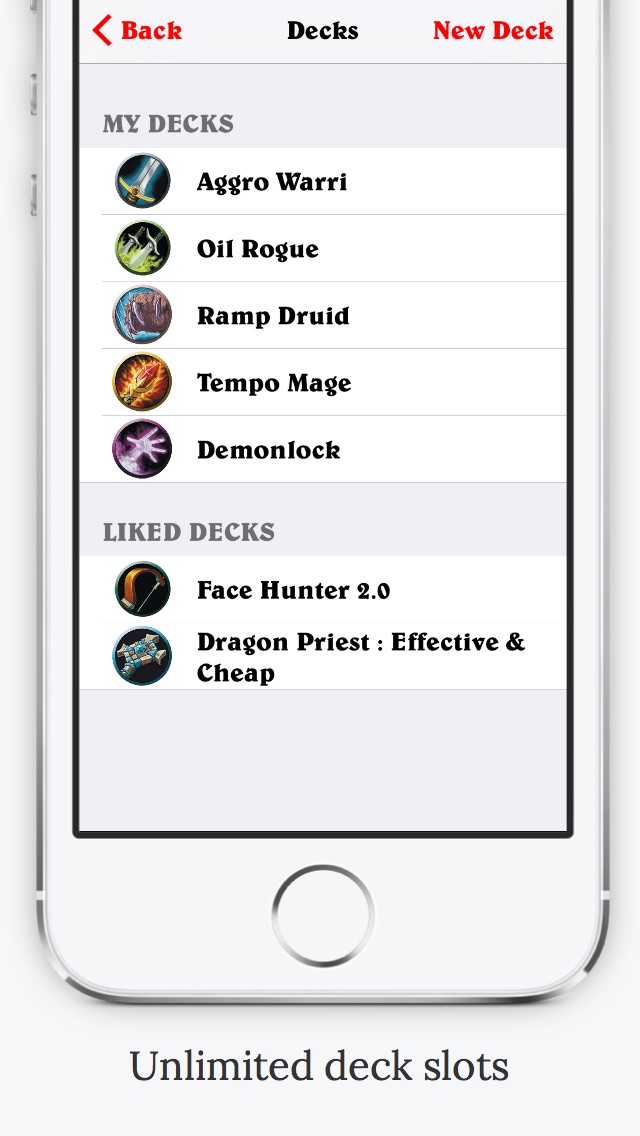 Back Decks New Deck
MY DECKS
Aggro Warri
Oil Rogue
Ramp Druid
Tempo Mage
Demonlock
LIKED DECKS
Face Hunter 2.0
Dragon Priest : Effective &
Cheap
Unlimited deck slots